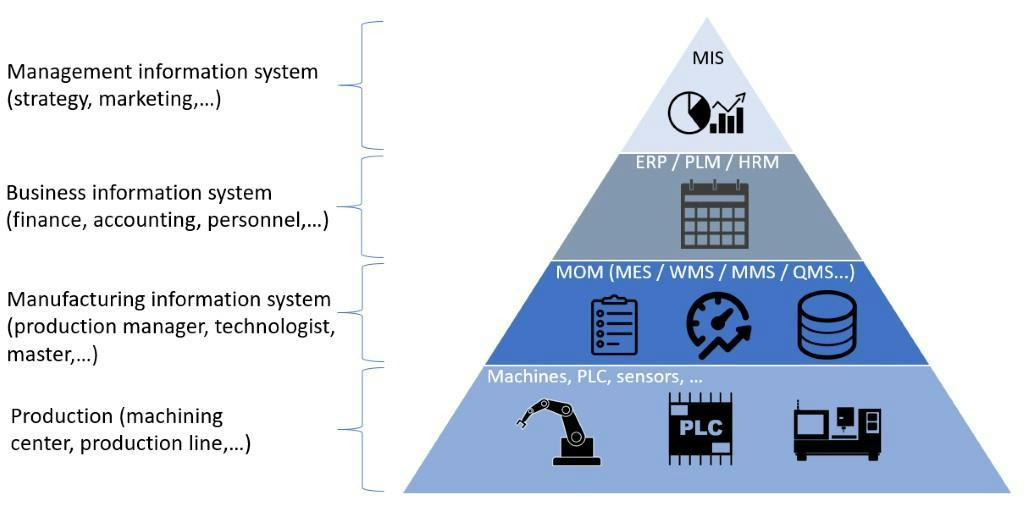 Management information system
(strategy, marketing,...)
MIS
Business information system
(finance, accounting, personnel,...)
ERP / PLM / HRM
Manufacturing information system
(production manager, technologist,
master,...)
MOM (MES / WMS / MMS / QMS...)
Production (machining
center, production line,...)
Machines, PLC, sensors, ...
PLC